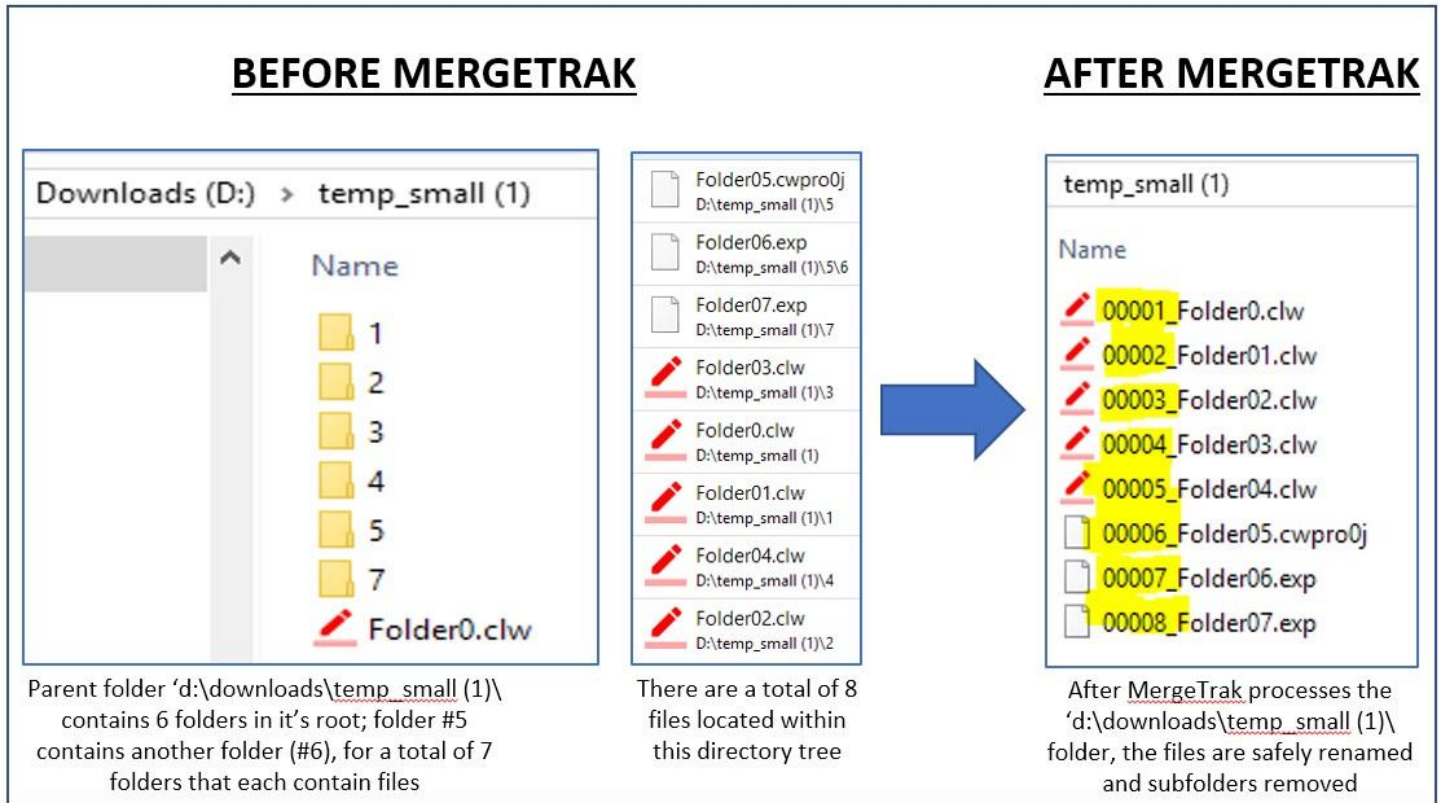 BEFORE MERGETRAK
AFTER MERGETRAK
Downloads (D:) > temp_small (1)
Name
1
2
3
4
5
7
Folder0.clw
Parent folder ‘d:\downloads\temp_small (1)\
contains 6 folders in it’s root; folder #5
contains another folder (#6), for a total of 7
folders that each contain files
Folder05.cwpro0j
D:\temp_small (1)\5
Folder06.exp
D:\temp_small (1)\5\6
Folder07.exp
D:\temp_small (1)\7
Folder03.clw
D:\temp_small (1)\3
Folder0.clw
D:\temp_small (1)
Folder01.clw
D:\temp_small (1)\1
Folder04.clw
D:\temp_small (1)\4
Folder02.clw
D:\temp_small (1)\2
There are a total of 8
files located within
this directory tree
temp_small (1)
Name
00001_Folder0.clw
00002_Folder01.clw
00003_Folder02.clw
00004_Folder03.clw
00005_Folder04.clw
00006_Folder05.cwpro0j
00007_Folder06.exp
00008_Folder07.exp
After MergeTrak processes the
‘d:\downloads\temp_small (1)\
folder, the files are safely renamed
and subfolders removed